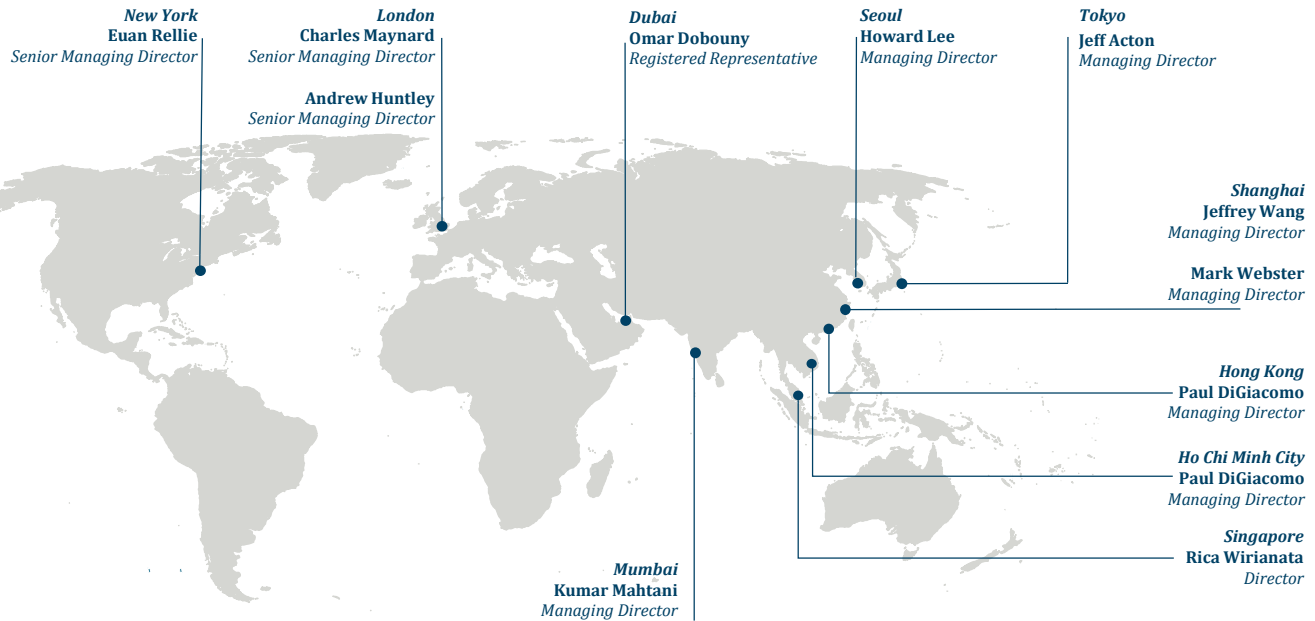 New York
Euan Rellie
Senior Managing Director
London
Charles Maynard
Senior Managing Director
Andrew Huntley
Senior Managing Director
Dubai
Omar Dobouny
Registered Representative
Seoul
Howard Lee
Managing Director
Tokyo
Jeff Acton
Managing Director
Shanghai
Jeffrey Wang
Managing Director
Mark Webster
Managing Director
Hong Kong
Paul DiGiacomo
Managing Director
Ho Chi Minh City
Paul DiGiacomo
Managing Director
Singapore
Rica Wirianata
Director
Mumbai
Kumar Mahtani
Managing Director